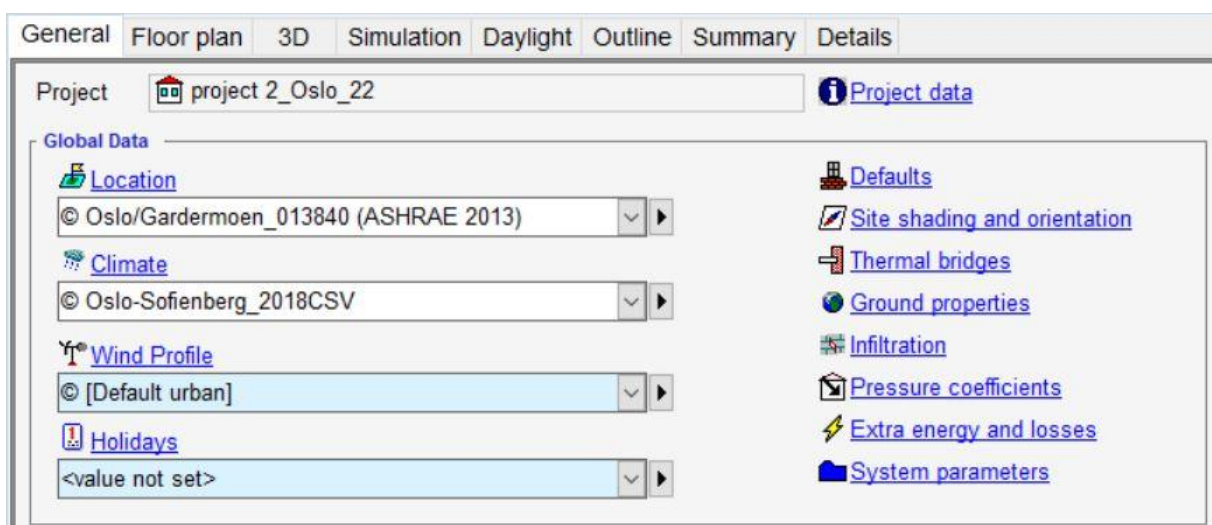 General Floor plan 3D Simulation Daylight Outline Summary Details
Project project 2_Oslo_22 Project data
Global Data
Location
© Oslo/Gardermoen_013840 (ASHRAE 2013)
Climate
© Oslo-Sofienberg_2018CSV
Wind Profile
© [Default urban]
Holidays
<value not set>
Defaults
Site shading and orientation
Thermal bridges
Ground properties
Infiltration
Pressure coefficients
Extra energy and losses
System parameters